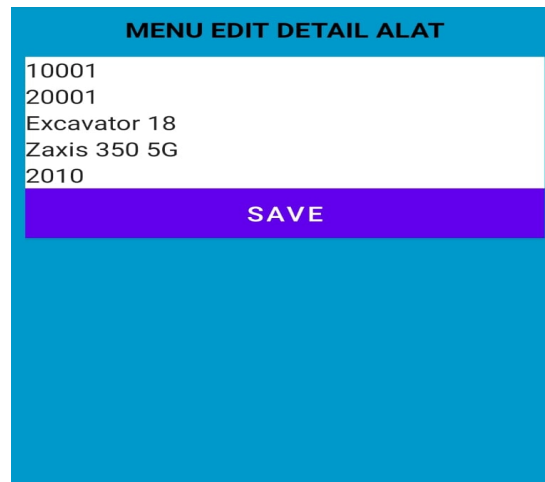 MENU EDIT DETAIL ALAT
10001
20001
Excavator 18
Zaxis 350 5G
2010
SAVE